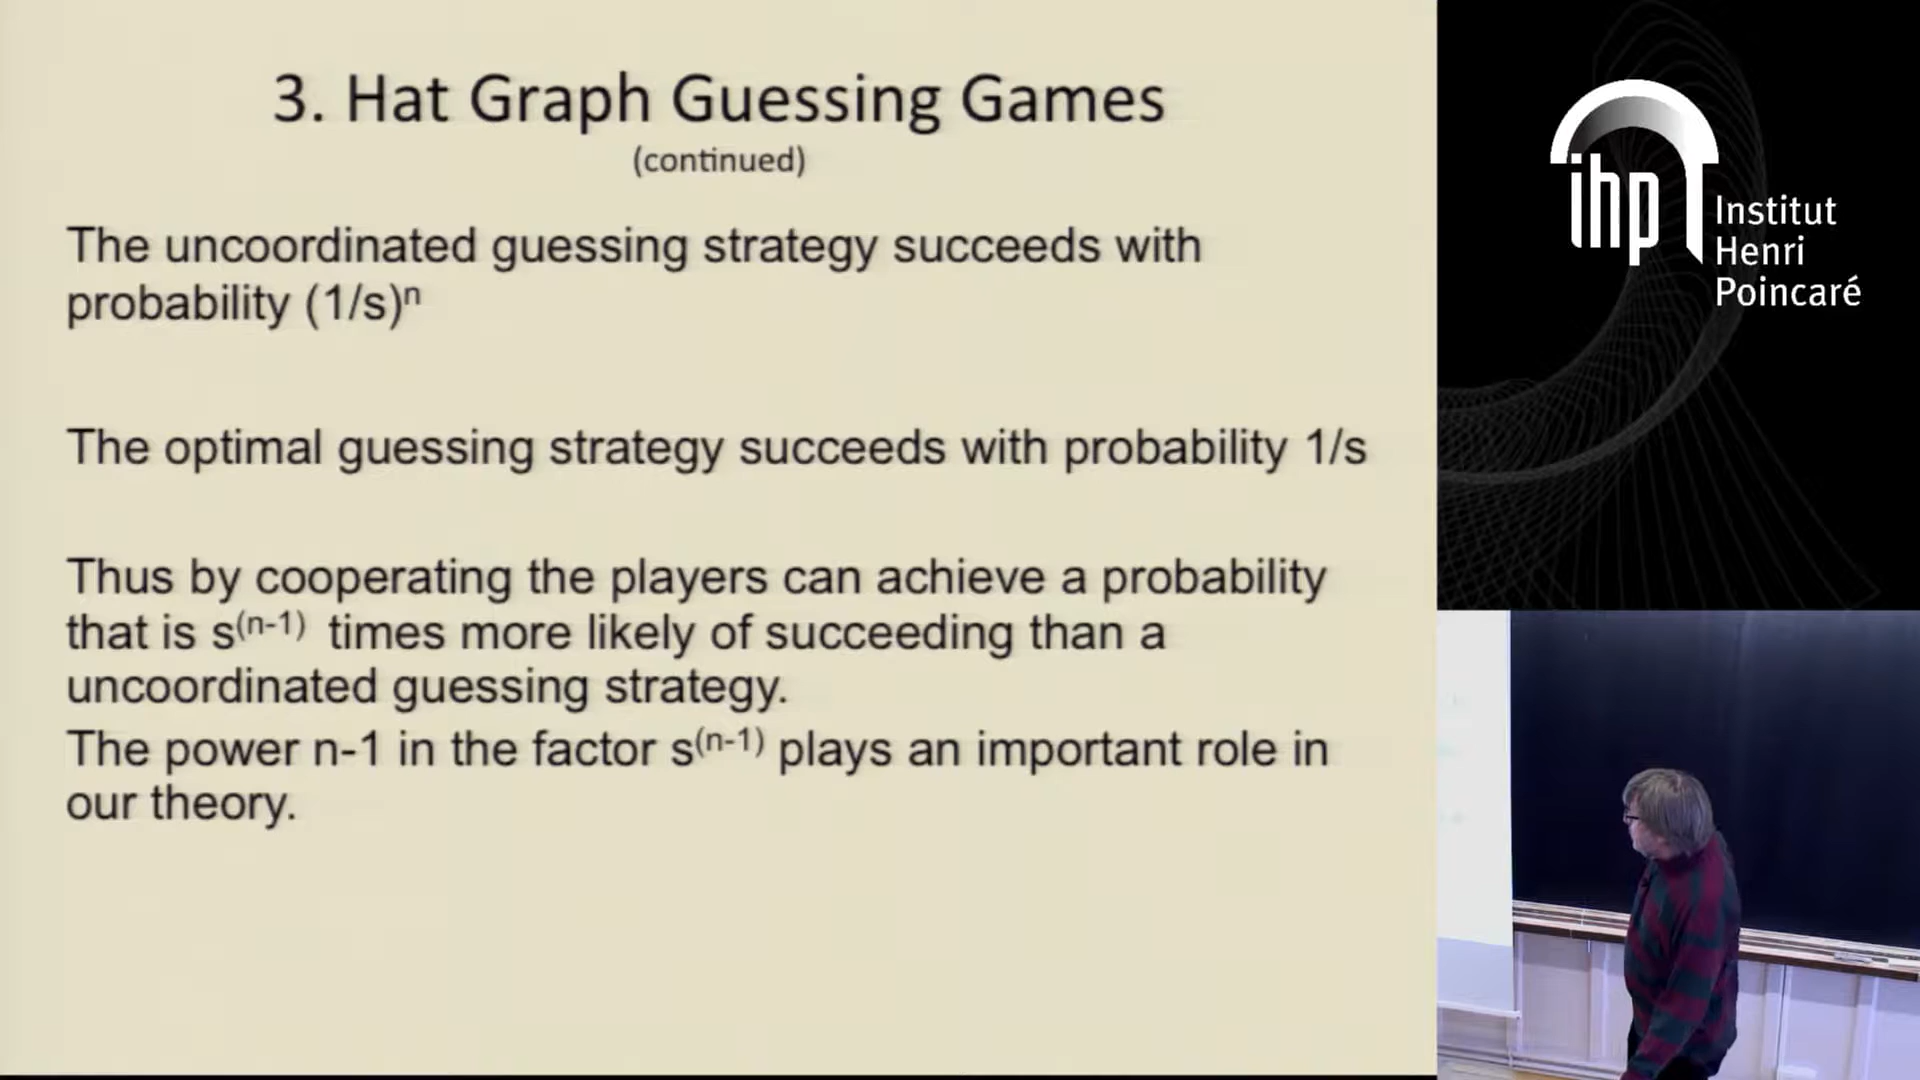 3. Hat Graph Guessing Games
(continued)
The uncoordinated guessing strategy succeeds with
probability (1/s)ⁿ
The optimal guessing strategy succeeds with probability 1/s
Thus by cooperating the players can achieve a probability
that is s⁽ⁿ⁻¹⁾ times more likely of succeeding than a
uncoordinated guessing strategy.
The power n-1 in the factor s⁽ⁿ⁻¹⁾ plays an important role in
our theory.
ihp Institut
Henri
Poincaré